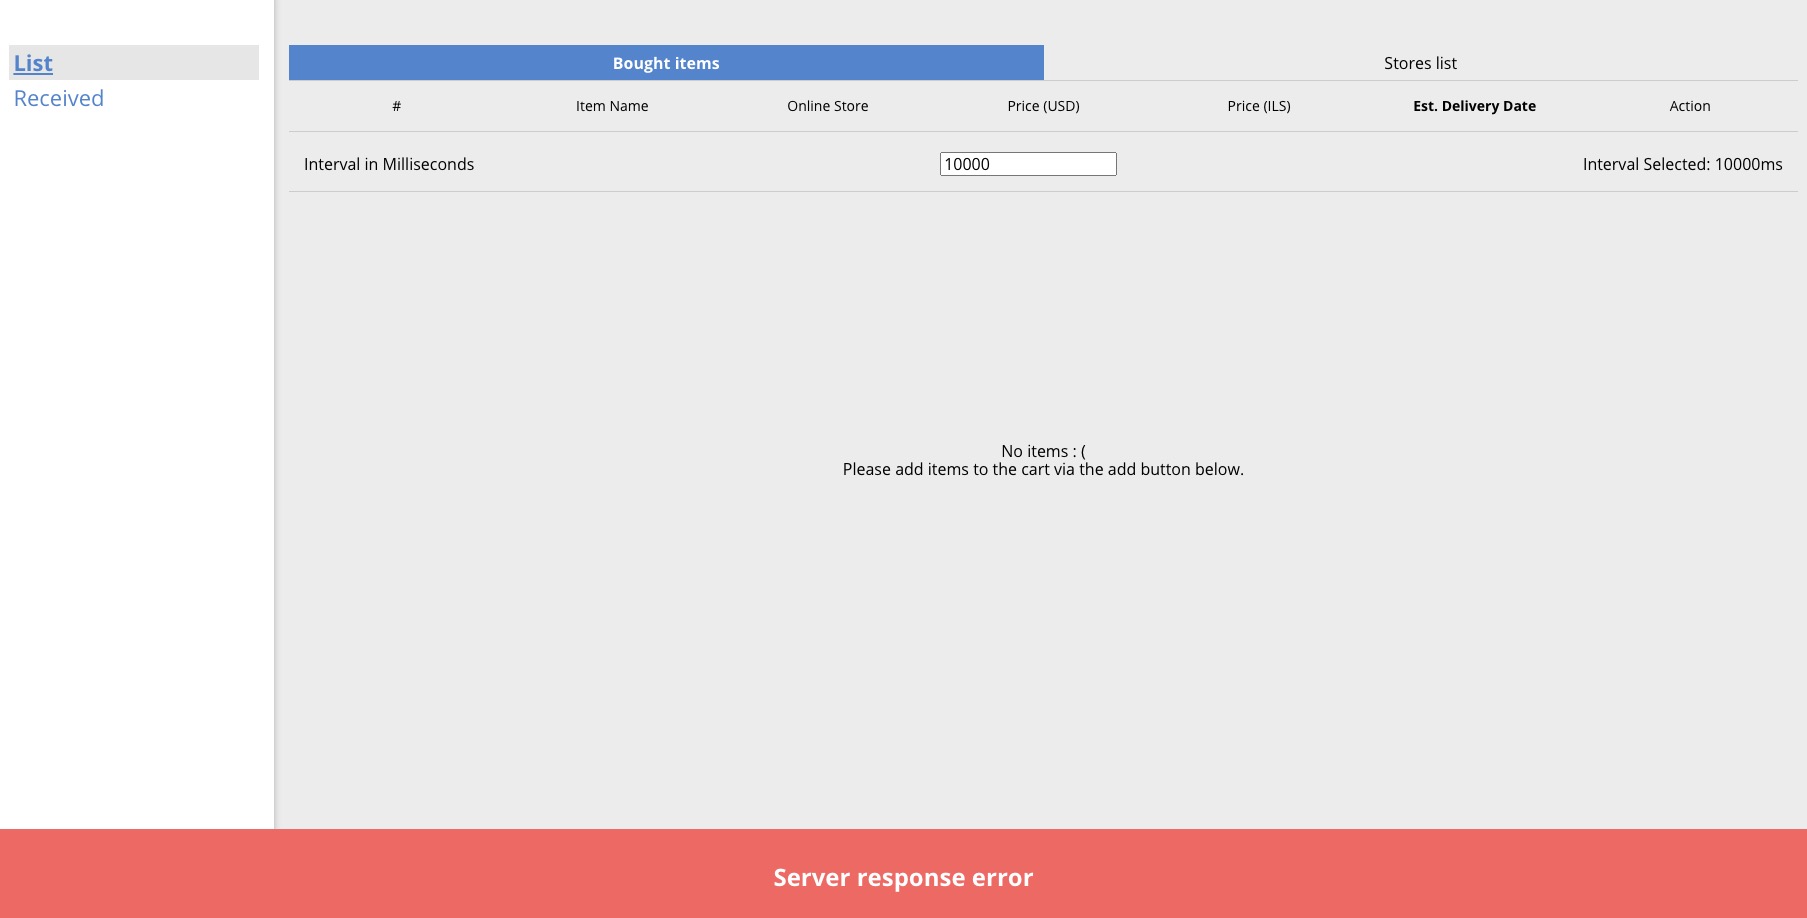 List
Received
Bought items
Stores list
# Item Name Online Store Price (USD) Price (ILS) Est. Delivery Date Action
Interval in Milliseconds 10000 Interval Selected: 10000ms
No items : (
Please add items to the cart via the add button below.
Server response error